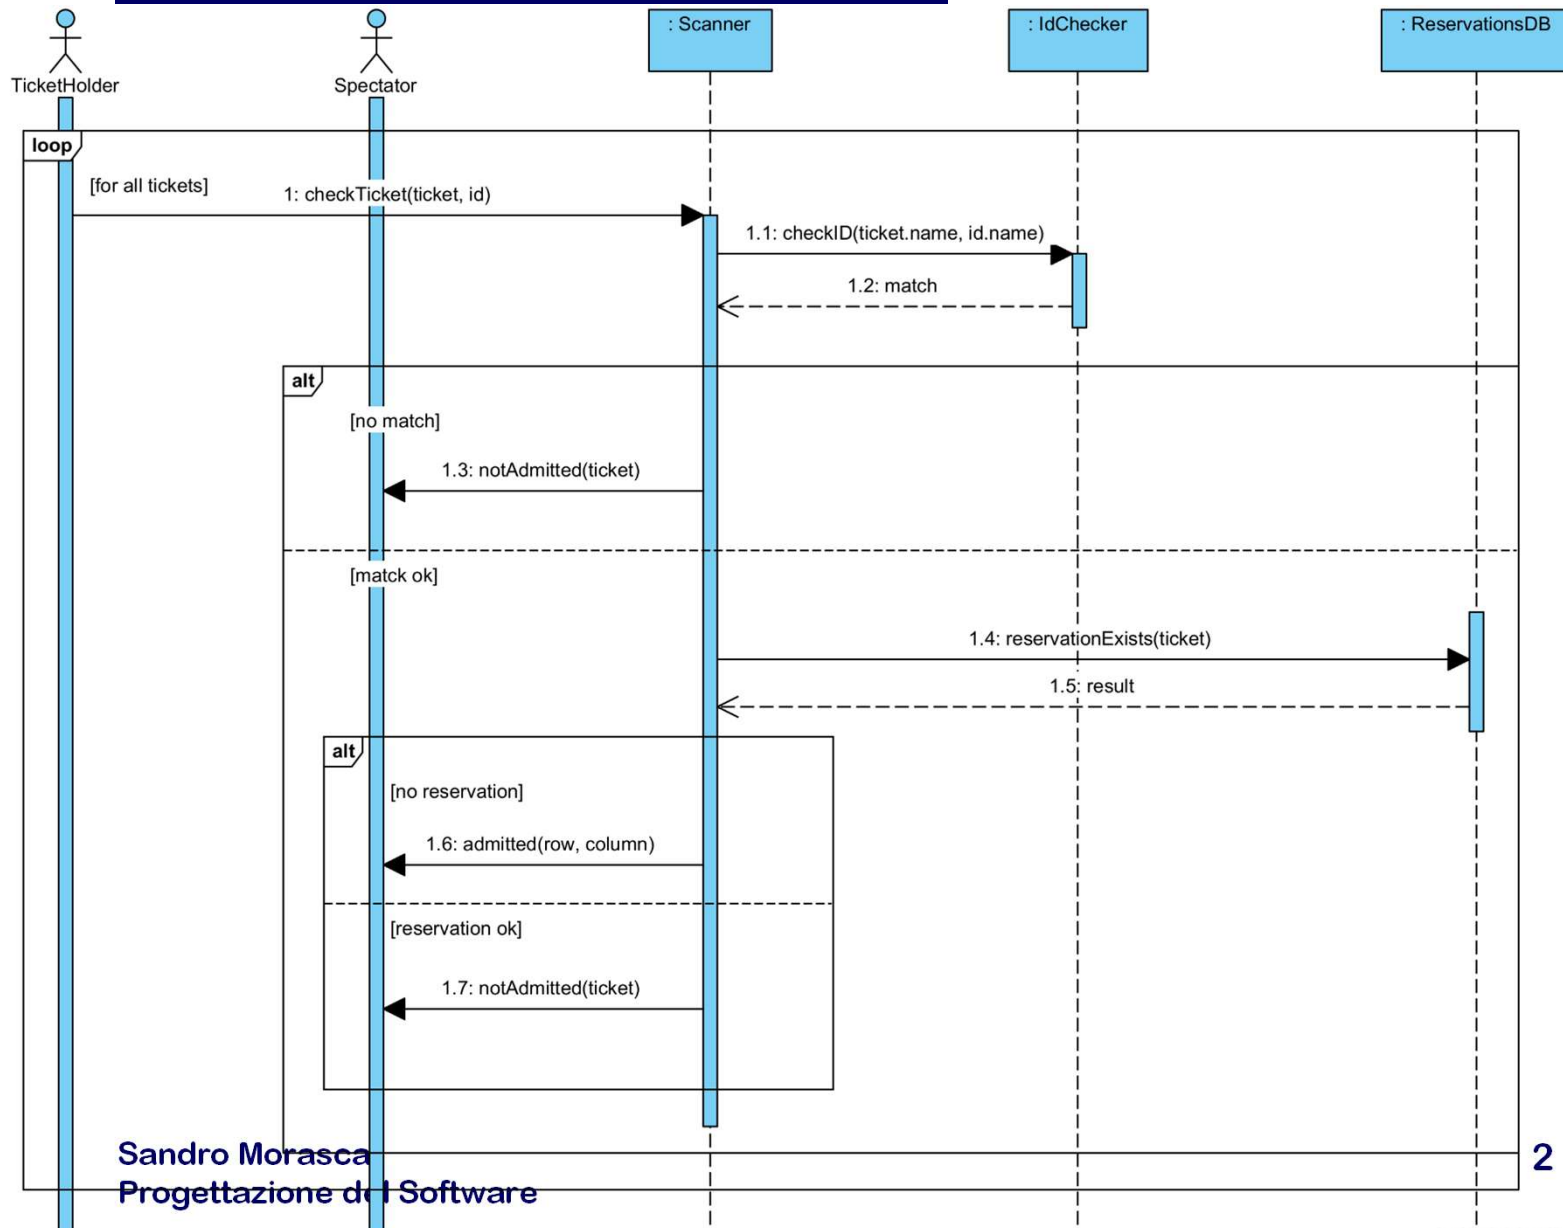 TicketHolder
Spectator
: Scanner
: IdChecker
: ReservationsDB
loop
[for all tickets]
1: checkTicket(ticket, id)
1.1: checkID(ticket.name, id.name)
1.2: match
alt
[no match]
1.3: notAdmitted(ticket)
[matck ok]
1.4: reservationExists(ticket)
1.5: result
alt
[no reservation]
1.6: admitted(row, column)
[reservation ok]
1.7: notAdmitted(ticket)
Sandro Morasca
Progettazione del Software
2